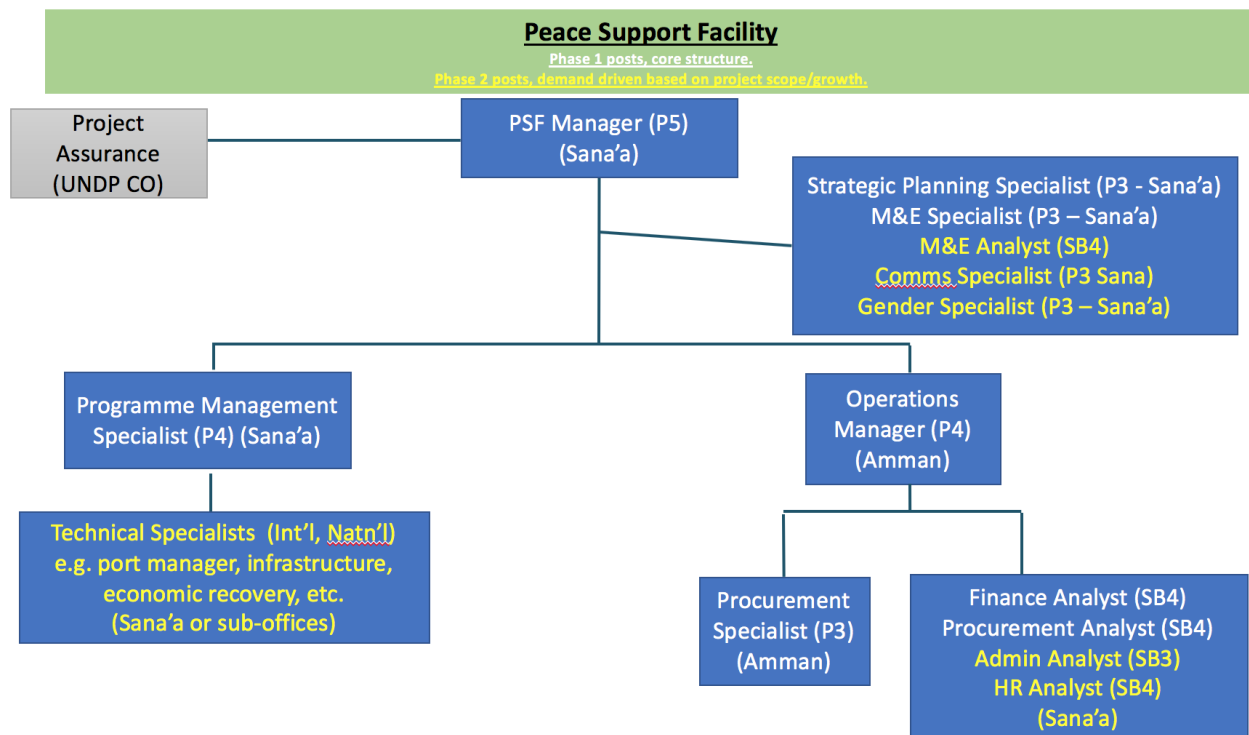 Peace Support Facility
Phase 1 posts, core structure.
Phase 2 posts, demand driven based on project scope/growth.
Project
Assurance
(UNDP CO)
PSF Manager (P5)
(Sana’a)
Strategic Planning Specialist (P3 - Sana’a)
M&E Specialist (P3 – Sana’a)
M&E Analyst (SB4)
Comms Specialist (P3 Sana)
Gender Specialist (P3 – Sana’a)
Programme Management
Specialist (P4) (Sana’a)
Operations
Manager (P4)
(Amman)
Technical Specialists  (Int’l, Natn’l)
e.g. port manager, infrastructure,
economic recovery, etc.
(Sana’a or sub-offices)
Procurement
Specialist (P3)
(Amman)
Finance Analyst (SB4)
Procurement Analyst (SB4)
Admin Analyst (SB3)
HR Analyst (SB4)
(Sana’a)